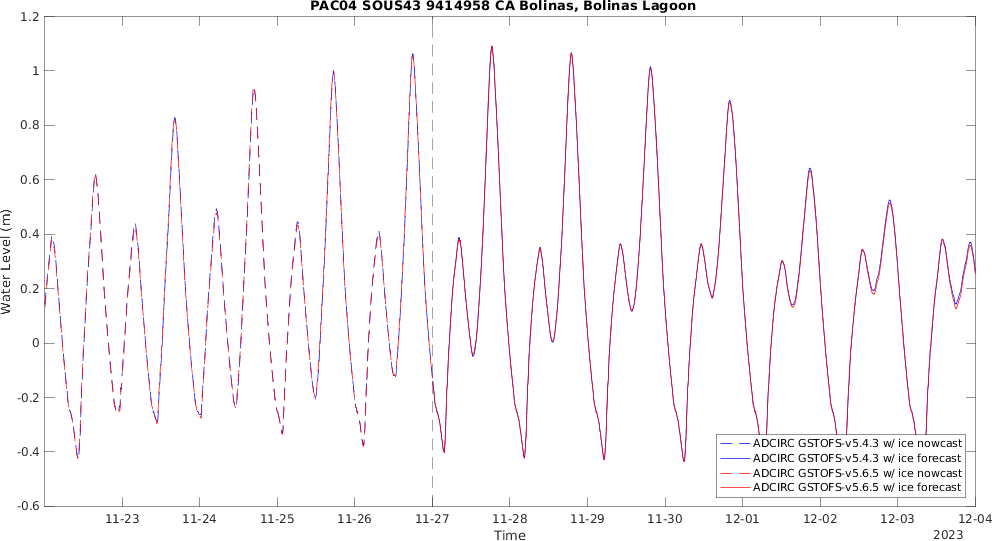 PAC04 SOUS43 9414958 CA Bolinas, Bolinas Lagoon
Water Level (m)
1.2
1
0.8
0.6
0.4
0.2
0
-0.2
-0.4
-0.6
ADCIRC GSTOFS-v5.4.3 w/ ice nowcast
ADCIRC GSTOFS-v5.4.3 w/ ice forecast
ADCIRC GSTOFS-v5.6.5 w/ ice nowcast
ADCIRC GSTOFS-v5.6.5 w/ ice forecast
11-23 11-24 11-25 11-26 11-27 11-28 11-29 11-30 12-01 12-02 12-03 12-04
Time
2023